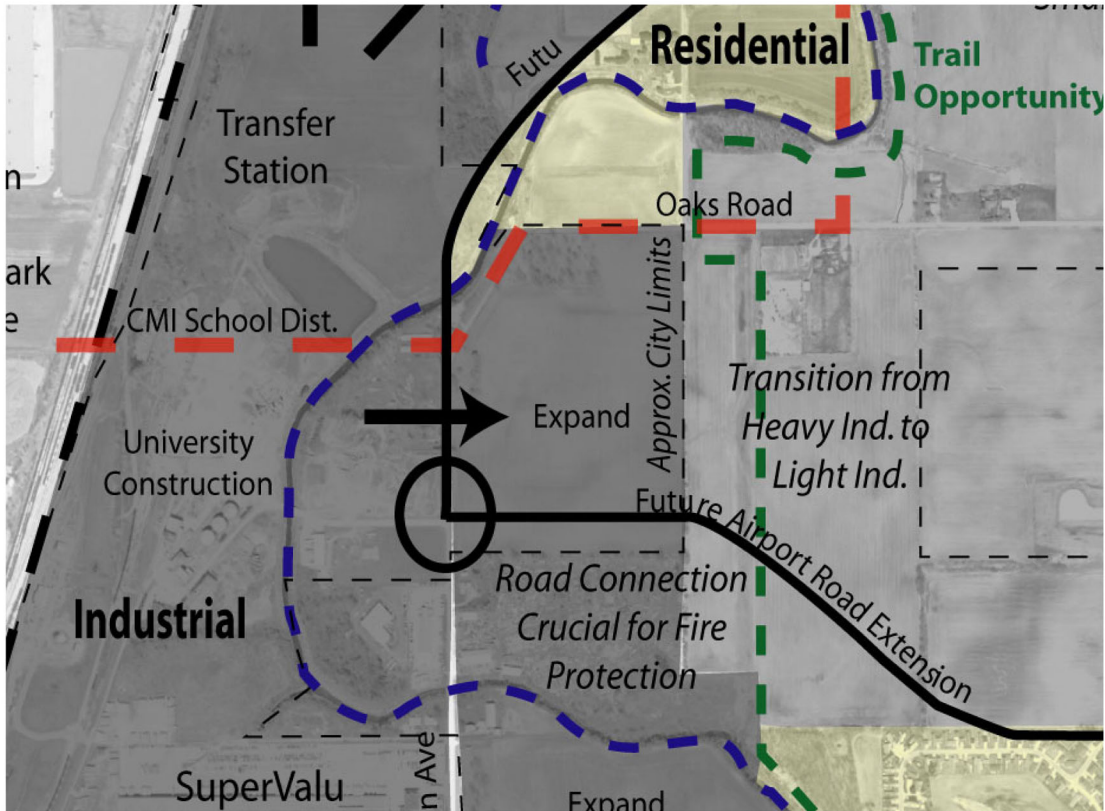 Residential
Futu
Trail
Opportunity
Transfer
Station
n
Oaks Road
ark
e
CMI School Dist.
Approx. City Limits
Expand
Transition from
Heavy Ind. to
Light Ind.
University
Construction
Future Airport Road Extension
Road Connection
Crucial for Fire
Protection
Industrial
n Ave
SuperValu
Expand